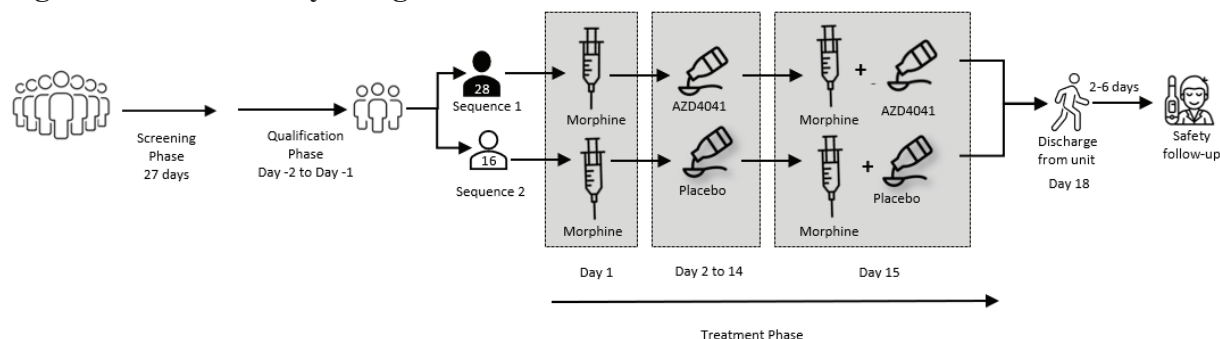 28
Sequence 1
16
Sequence 2
Screening
Phase
27 days
Qualification
Phase
Day -2 to Day -1
Morphine
AZD4041
Morphine
+
AZD4041
Morphine
Placebo
Morphine
+
Placebo
Day 1
Day 2 to 14
Day 15
Treatment Phase
Discharge
from unit
Day 18
2-6 days
Safety
follow-up